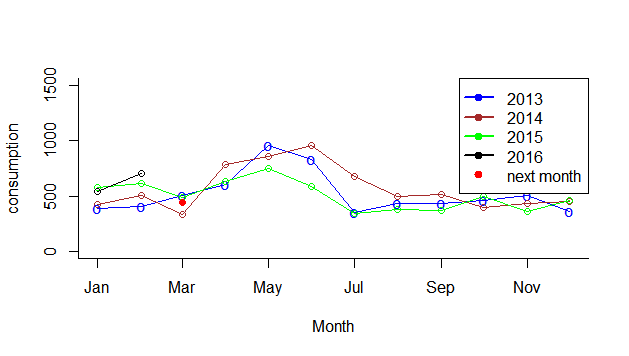 1500
1000
500
0
consumption
2013
2014
2015
2016
next month
Jan
Mar
May
Jul
Sep
Nov
Month